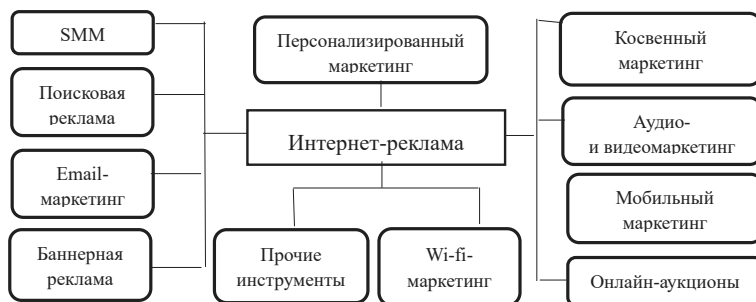 SMM
Поисковая
реклама
Email-
маркетинг
Баннерная
реклама
Персонализированный
маркетинг
Интернет-реклама
Прочие
инструменты
Wi-fi-
маркетинг
Косвенный
маркетинг
Аудио-
и видеомаркетинг
Мобильный
маркетинг
Онлайн-аукционы